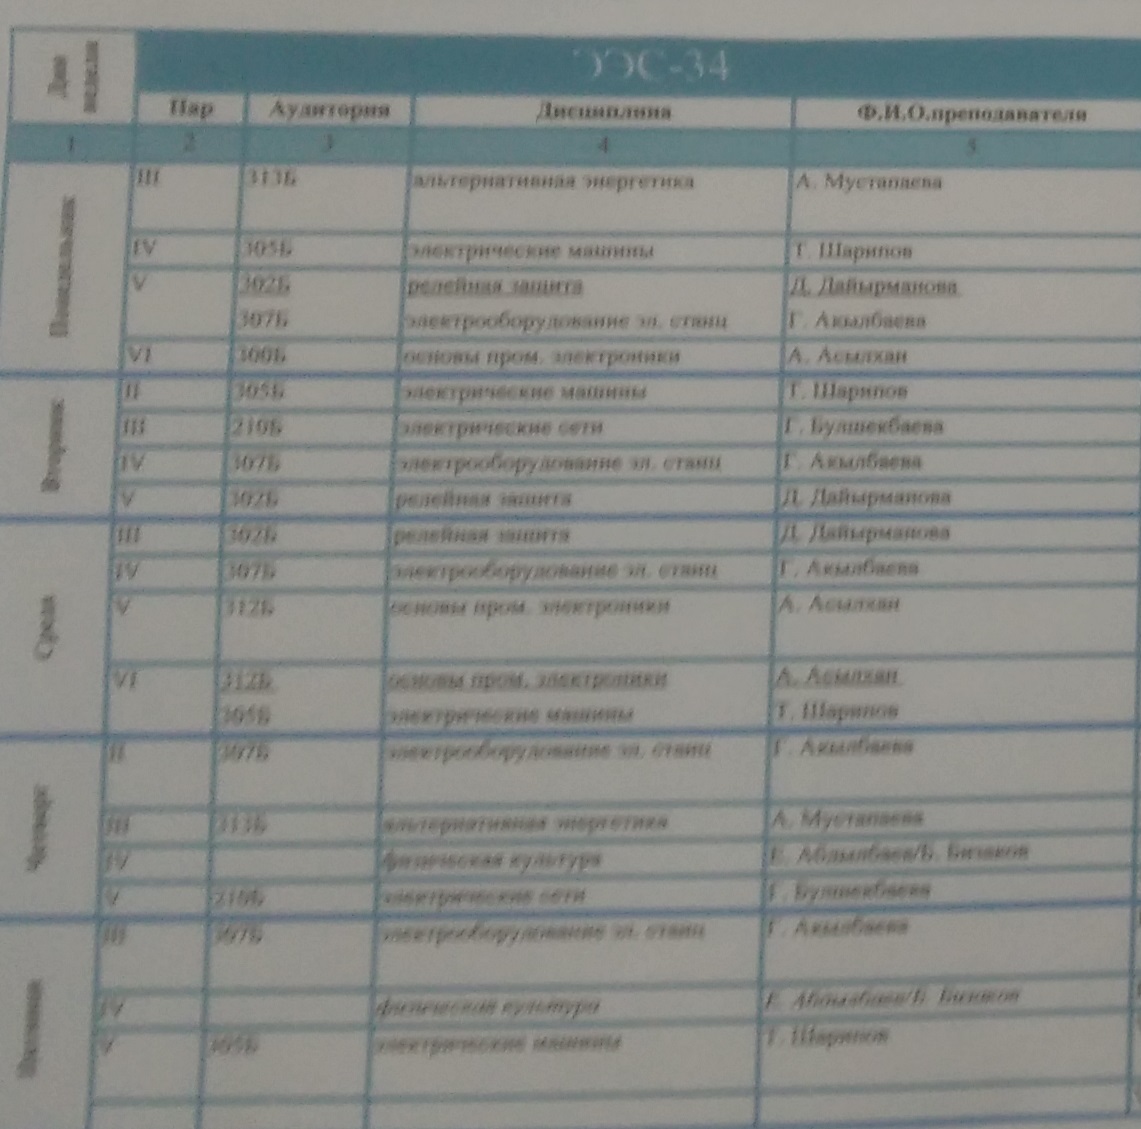 Дни недели ЭЭС-34
Пар Аудитория Дисциплина Ф.И.О.преподавателя
1 2 3 4 5
Понедельник III 313Б альтернативная энергетика А. Мустапаева
IV 305Б электрические машины Т. Шарипов
V 302Б релейная защита Д. Дайырманова
307Б электрооборудование эл. станц Г. Акылбаева
VI 300Б основы пром. электроники А. Асылхан
Вторник II 305Б электрические машины Т. Шарипов
III 210Б электрические сети Г. Булшекбаева
IV 307Б электрооборудование эл. станц Г. Акылбаева
V 302Б релейная защита Д. Дайырманова
Среда III 302Б релейная защита Д. Дайырманова
IV 307Б электрооборудование эл. станц Г. Акылбаева
V 312Б основы пром. электроники А. Асылхан
VI 312Б основы пром. электроники А. Асылхан
305Б электрические машины Т. Шарипов
Четверг II 307Б электрооборудование эл. станц Г. Акылбаева
III 313Б альтернативная энергетика А. Мустапаева
IV физическая культура Е. Абдылбаев/Б.
V 210Б электрические сети Г. Булшекбаева
Пятница III 307Б электрооборудование эл. станц Г. Акылбаева
IV физическая культура Е. Абдылбаев/Б.
V 305Б электрические машины Т. Шарипов